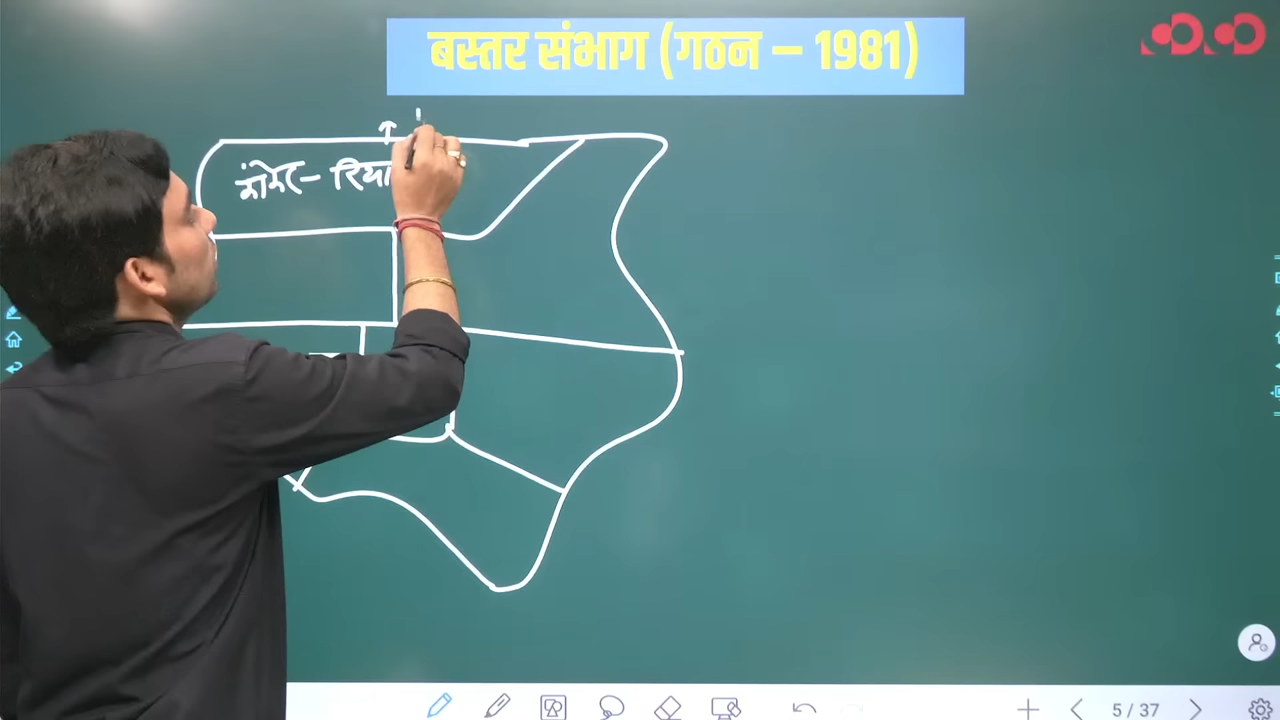 बस्तर संभाग (गठन – 1981)
कांकेर- रिया
5 / 37